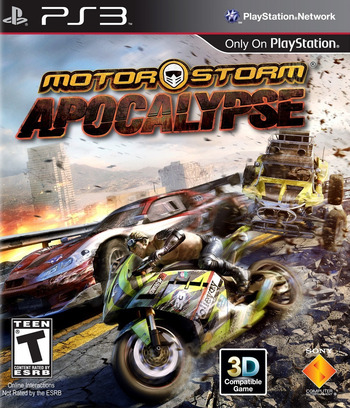 PS3
PlayStation®Network
Only On PlayStation®
MOTORSTORM®
APOCALYPSE
TEEN
T
CONTENT RATED BY
ESRB
Online Interactions
Not Rated by the ESRB
3D
Compatible
Game
SONY
COMPUTER